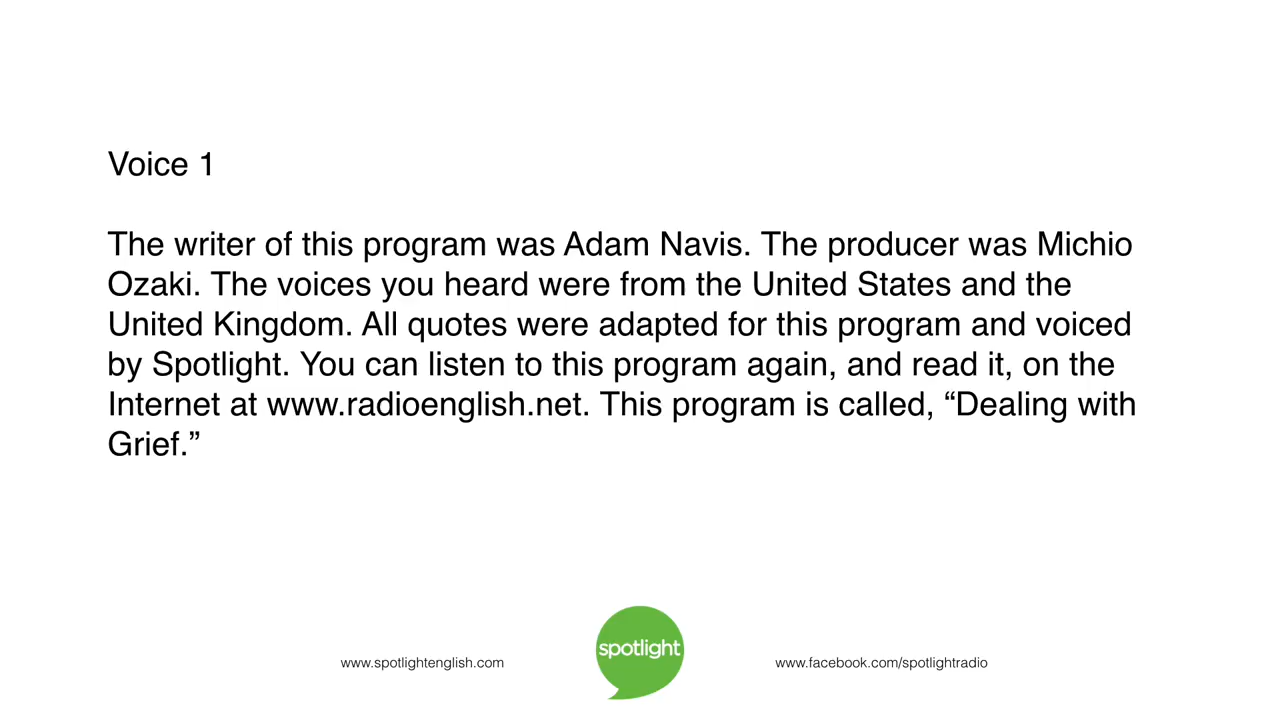 Voice 1
The writer of this program was Adam Navis. The producer was Michio
Ozaki. The voices you heard were from the United States and the
United Kingdom. All quotes were adapted for this program and voiced
by Spotlight. You can listen to this program again, and read it, on the
Internet at www.radioenglish.net. This program is called, “Dealing with
Grief.”
www.spotlightenglish.com
spotlight
www.facebook.com/spotlightradio